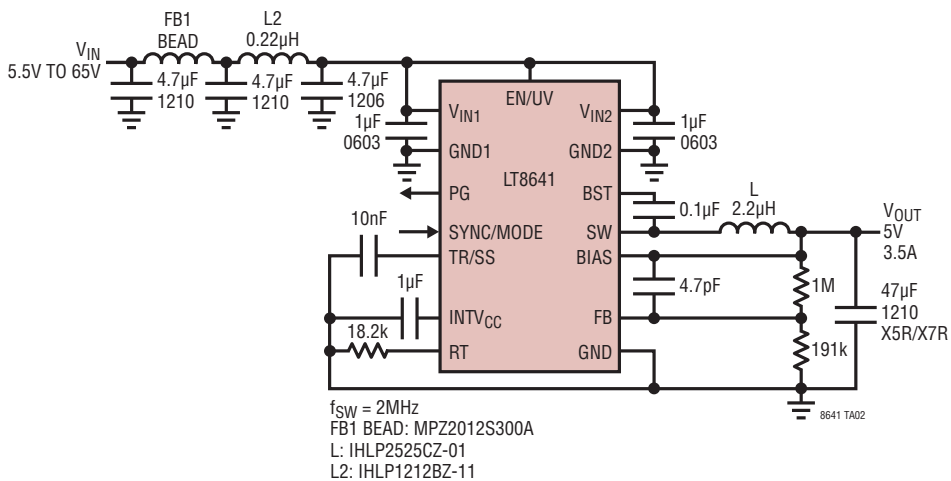 FB1
BEAD
L2
0.22µH
VIN
5.5V TO 65V
4.7µF
1210
4.7µF
1210
4.7µF
1206
EN/UV
VIN1
VIN2
1µF
0603
1µF
0603
GND1
GND2
LT8641
PG
BST
0.1µF
L
2.2µH
VOUT
5V
3.5A
10nF
SYNC/MODE
SW
TR/SS
BIAS
1µF
4.7pF
1M
47µF
1210
X5R/X7R
INTVCC
FB
18.2k
RT
GND
191k
fSW = 2MHz
FB1 BEAD: MPZ2012S300A
L: IHLP2525CZ-01
L2: IHLP1212BZ-11
8641 TA02